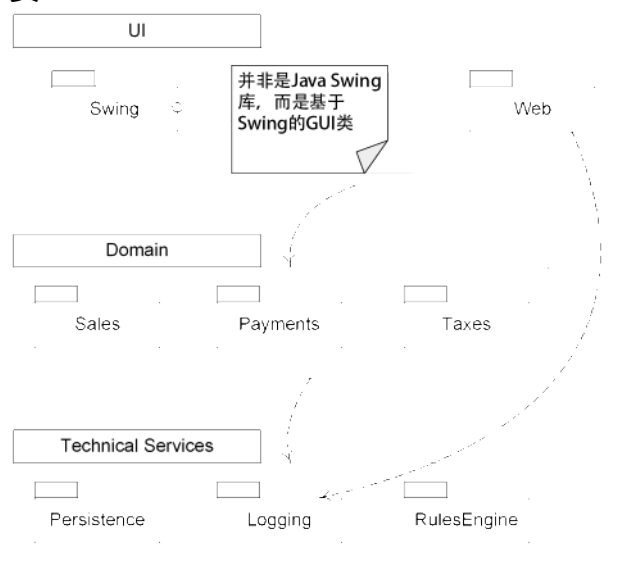 UI
Swing
并非是Java Swing
库，而是基于
Swing的GUI类
Web
Domain
Sales
Payments
Taxes
Technical Services
Persistence
Logging
RulesEngine